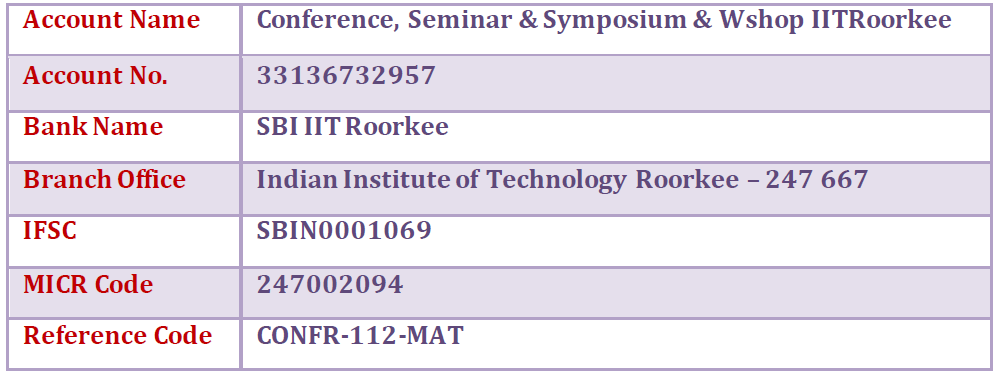 Account Name Conference, Seminar & Symposium & Wshop IITRoorkee
Account No. 33136732957
Bank Name SBI IIT Roorkee
Branch Office Indian Institute of Technology Roorkee – 247 667
IFSC SBIN0001069
MICR Code 247002094
Reference Code CONFR-112-MAT